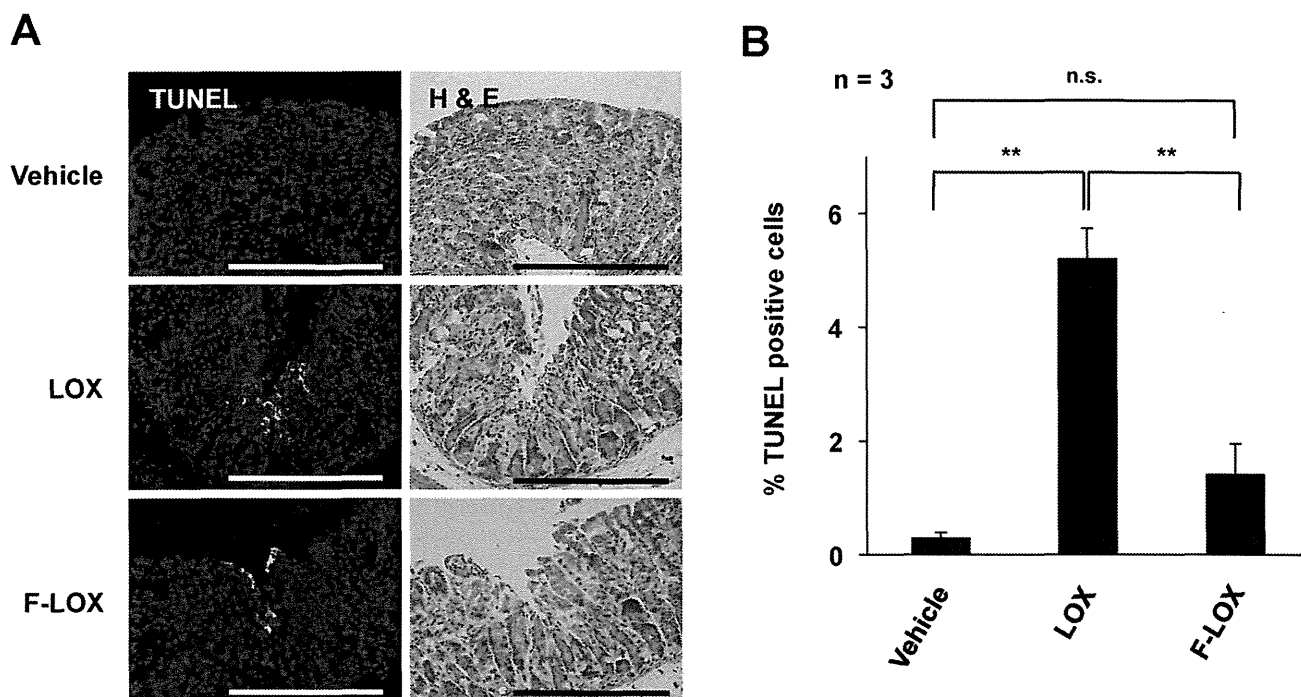 A
TUNEL
H & E
Vehicle
LOX
F-LOX
B
n = 3
n.s.
**
**
% TUNEL positive cells
6
4
2
0
Vehicle
LOX
F-LOX